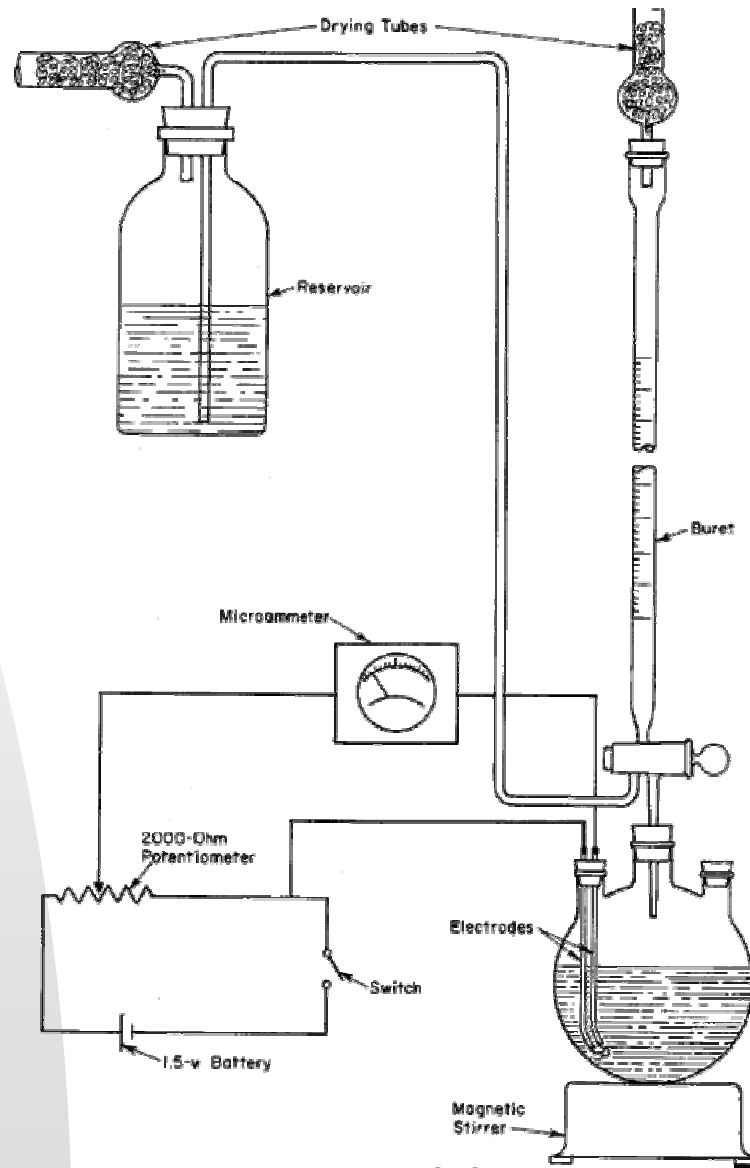 Drying Tubes
Reservoir
Buret
Microammeter
2000-Ohm
Potentiometer
Electrodes
Switch
1.5-v Battery
Magnetic
Stirrer